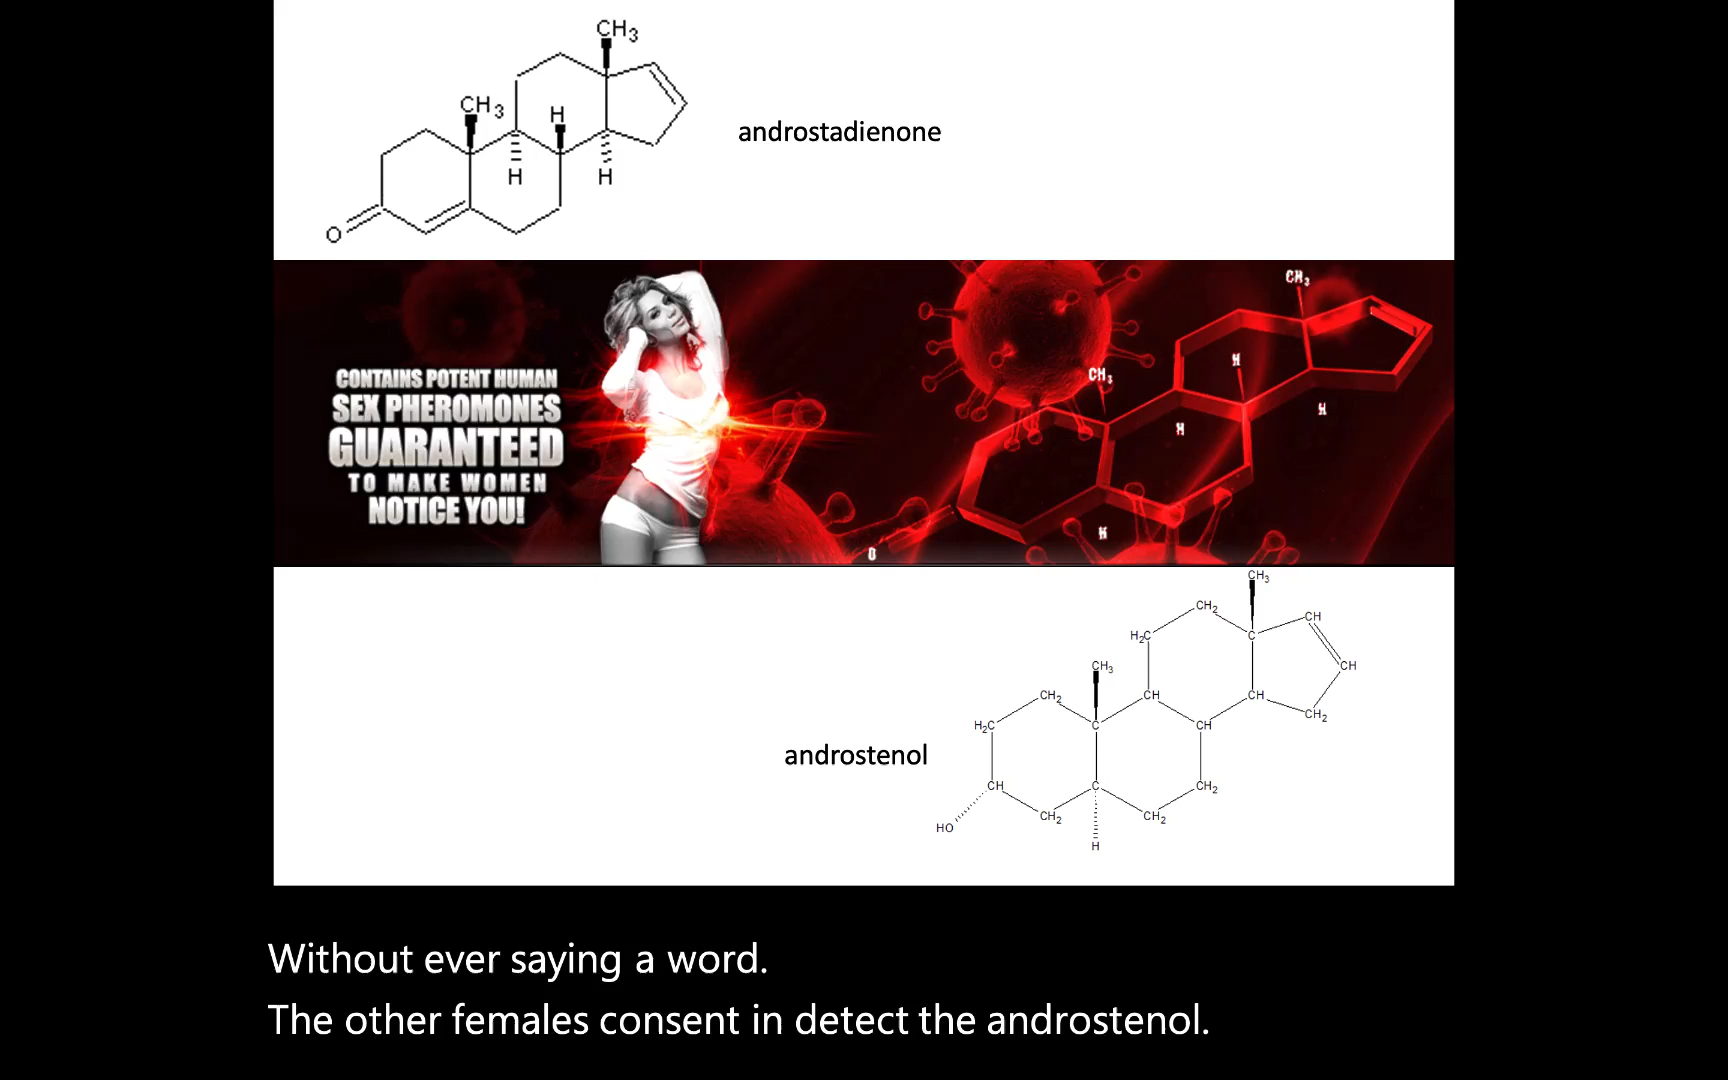 CH3
CH3
H
H
H
O
androstadienone
CONTAINS POTENT HUMAN
SEX PHEROMONES
GUARANTEED
TO MAKE WOMEN
NOTICE YOU!
CH3
CH3
H
H
H
H
O
CH3
CH2
CH
H2C
C
CH
CH3
CH2
CH
CH
CH2
H2C
C
CH
CH
C
CH2
HO
CH2
CH2
H
androstenol
Without ever saying a word.
The other females consent in detect the androstenol.